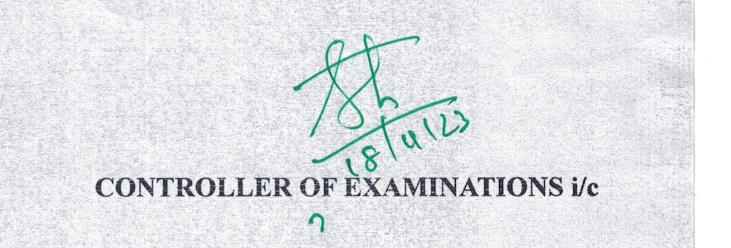 18/4/23
CONTROLLER OF EXAMINATIONS i/c